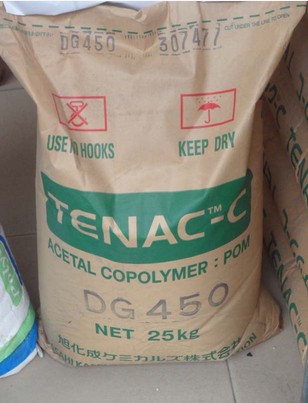 DG450 307477
USE NO HOOKS
KEEP DRY
TENAC™-C
ACETAL COPOLYMER : POM
DG450
NET 25kg
旭化成ケミカルズ株式会社